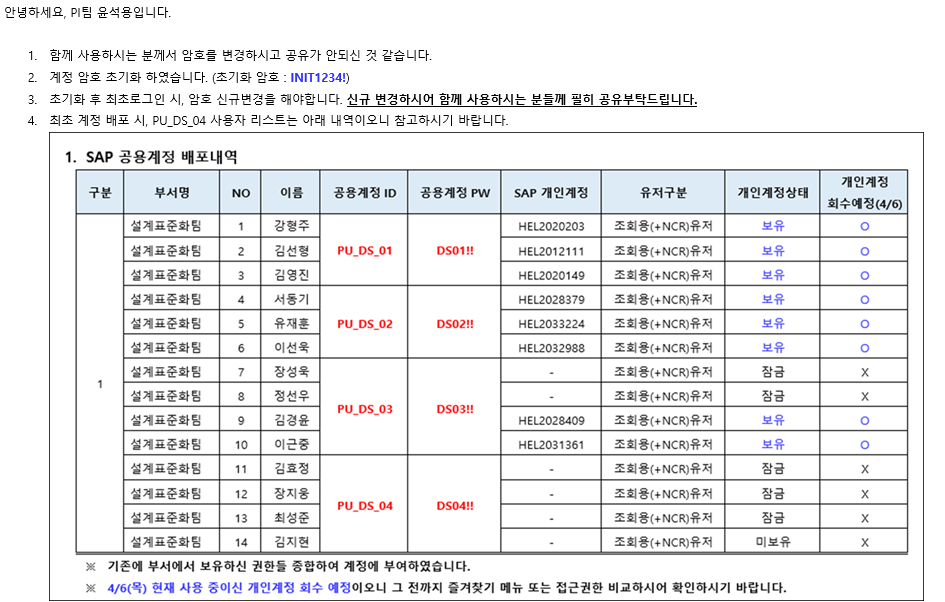 안녕하세요, PI팀 윤석용입니다.
1. 함께 사용하시는 분께서 암호를 변경하시고 공유가 안되신 것 같습니다.
2. 계정 암호 초기화 하였습니다. (초기화 암호 : INIT1234!)
3. 초기화 후 최초로그인 시, 암호 신규변경을 해야합니다. 신규 변경하시어 함께 사용하시는 분들께 필히 공유부탁드립니다.
4. 최초 계정 배포 시, PU_DS_04 사용자 리스트는 아래 내역이오니 참고하시기 바랍니다.
1. SAP 공용계정 배포내역
구분 부서명 NO 이름 공용계정 ID 공용계정 PW SAP 개인계정 유저구분 개인계정상태 개인계정
회수예정(4/6)
설계표준화팀 1 강형주 HEL2020203 조회용(+NCR)유저 보유 O
설계표준화팀 2 김선형 PU_DS_01 DS01!! HEL2012111 조회용(+NCR)유저 보유 O
설계표준화팀 3 김영진 HEL2020149 조회용(+NCR)유저 보유 O
설계표준화팀 4 서동기 HEL2028379 조회용(+NCR)유저 보유 O
설계표준화팀 5 유재훈 PU_DS_02 DS02!! HEL2033224 조회용(+NCR)유저 보유 O
설계표준화팀 6 이선욱 HEL2032988 조회용(+NCR)유저 보유 O
설계표준화팀 7 장성욱 - 조회용(+NCR)유저 잠금 X
1 설계표준화팀 8 정선우 PU_DS_03 DS03!! - 조회용(+NCR)유저 잠금 X
설계표준화팀 9 김경윤 HEL2028409 조회용(+NCR)유저 보유 O
설계표준화팀 10 이근중 HEL2031361 조회용(+NCR)유저 보유 O
설계표준화팀 11 김효정 - 조회용(+NCR)유저 잠금 X
설계표준화팀 12 장지웅 PU_DS_04 DS04!! - 조회용(+NCR)유저 잠금 X
설계표준화팀 13 최성준 - 조회용(+NCR)유저 잠금 X
설계표준화팀 14 김지현 - 조회용(+NCR)유저 미보유 X
※ 기존에 부서에서 보유하신 권한들 종합하여 계정에 부여하였습니다.
※ 4/6(목) 현재 사용 중이신 개인계정 회수 예정이오니 그 전까지 즐겨찾기 메뉴 또는 접근권한 비교하시어 확인하시기 바랍니다.